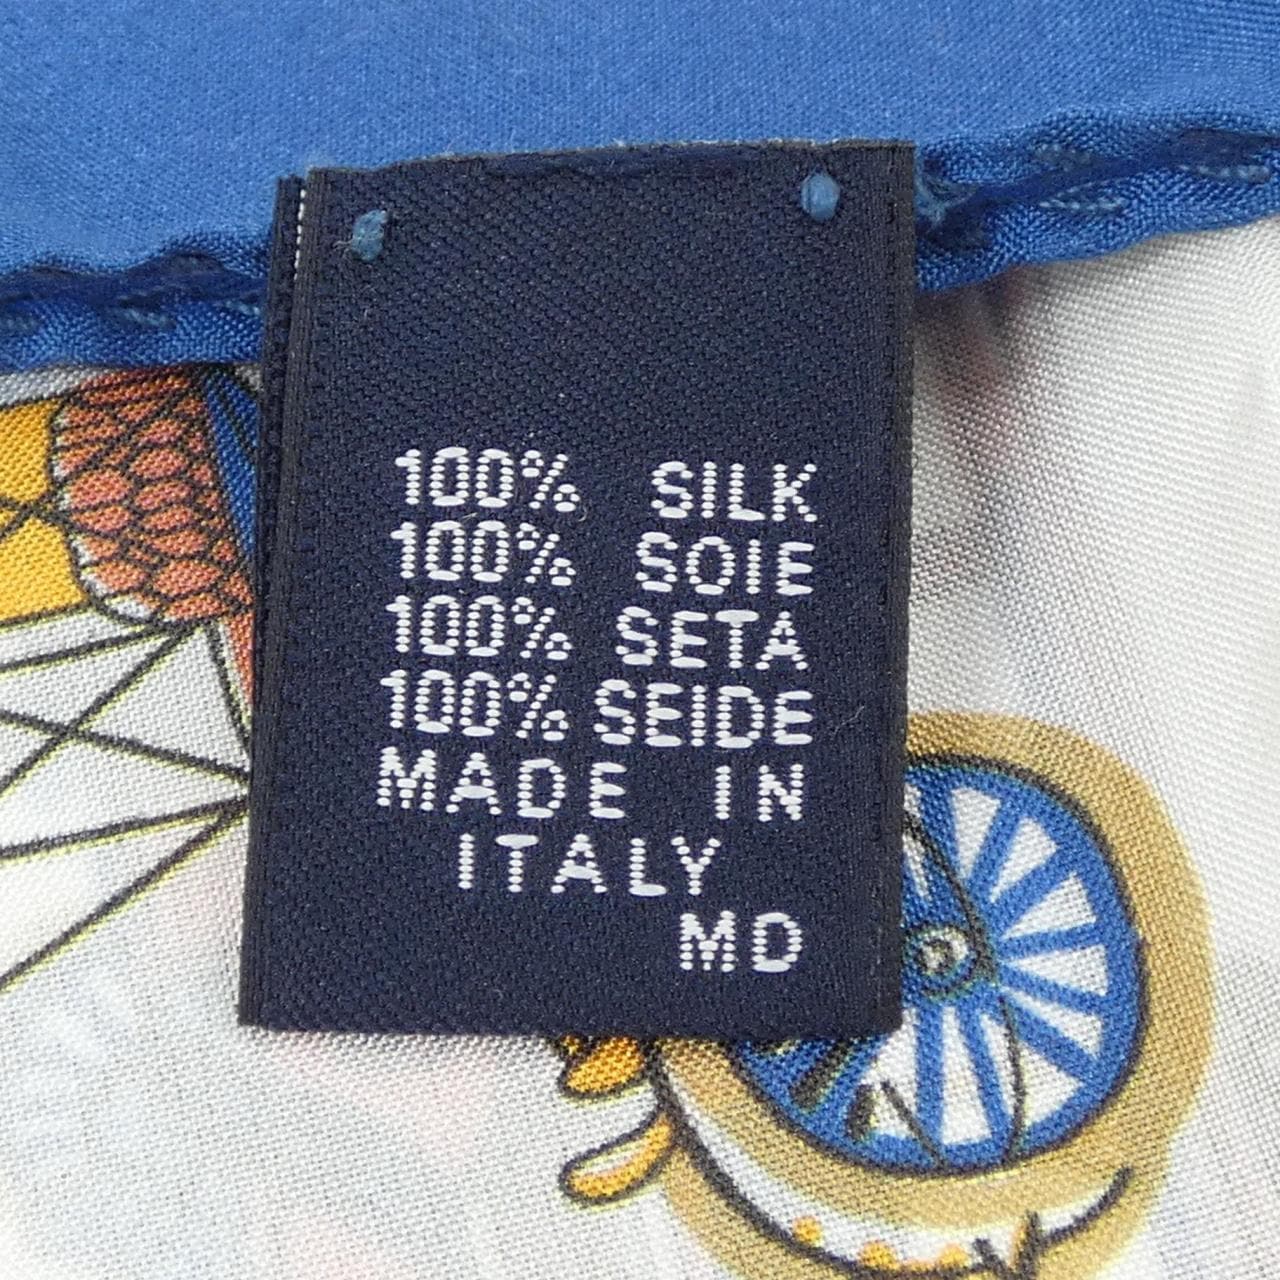 100% SILK
100% SOIE
100% SETA
100% SEIDE
MADE IN
ITALY
MD